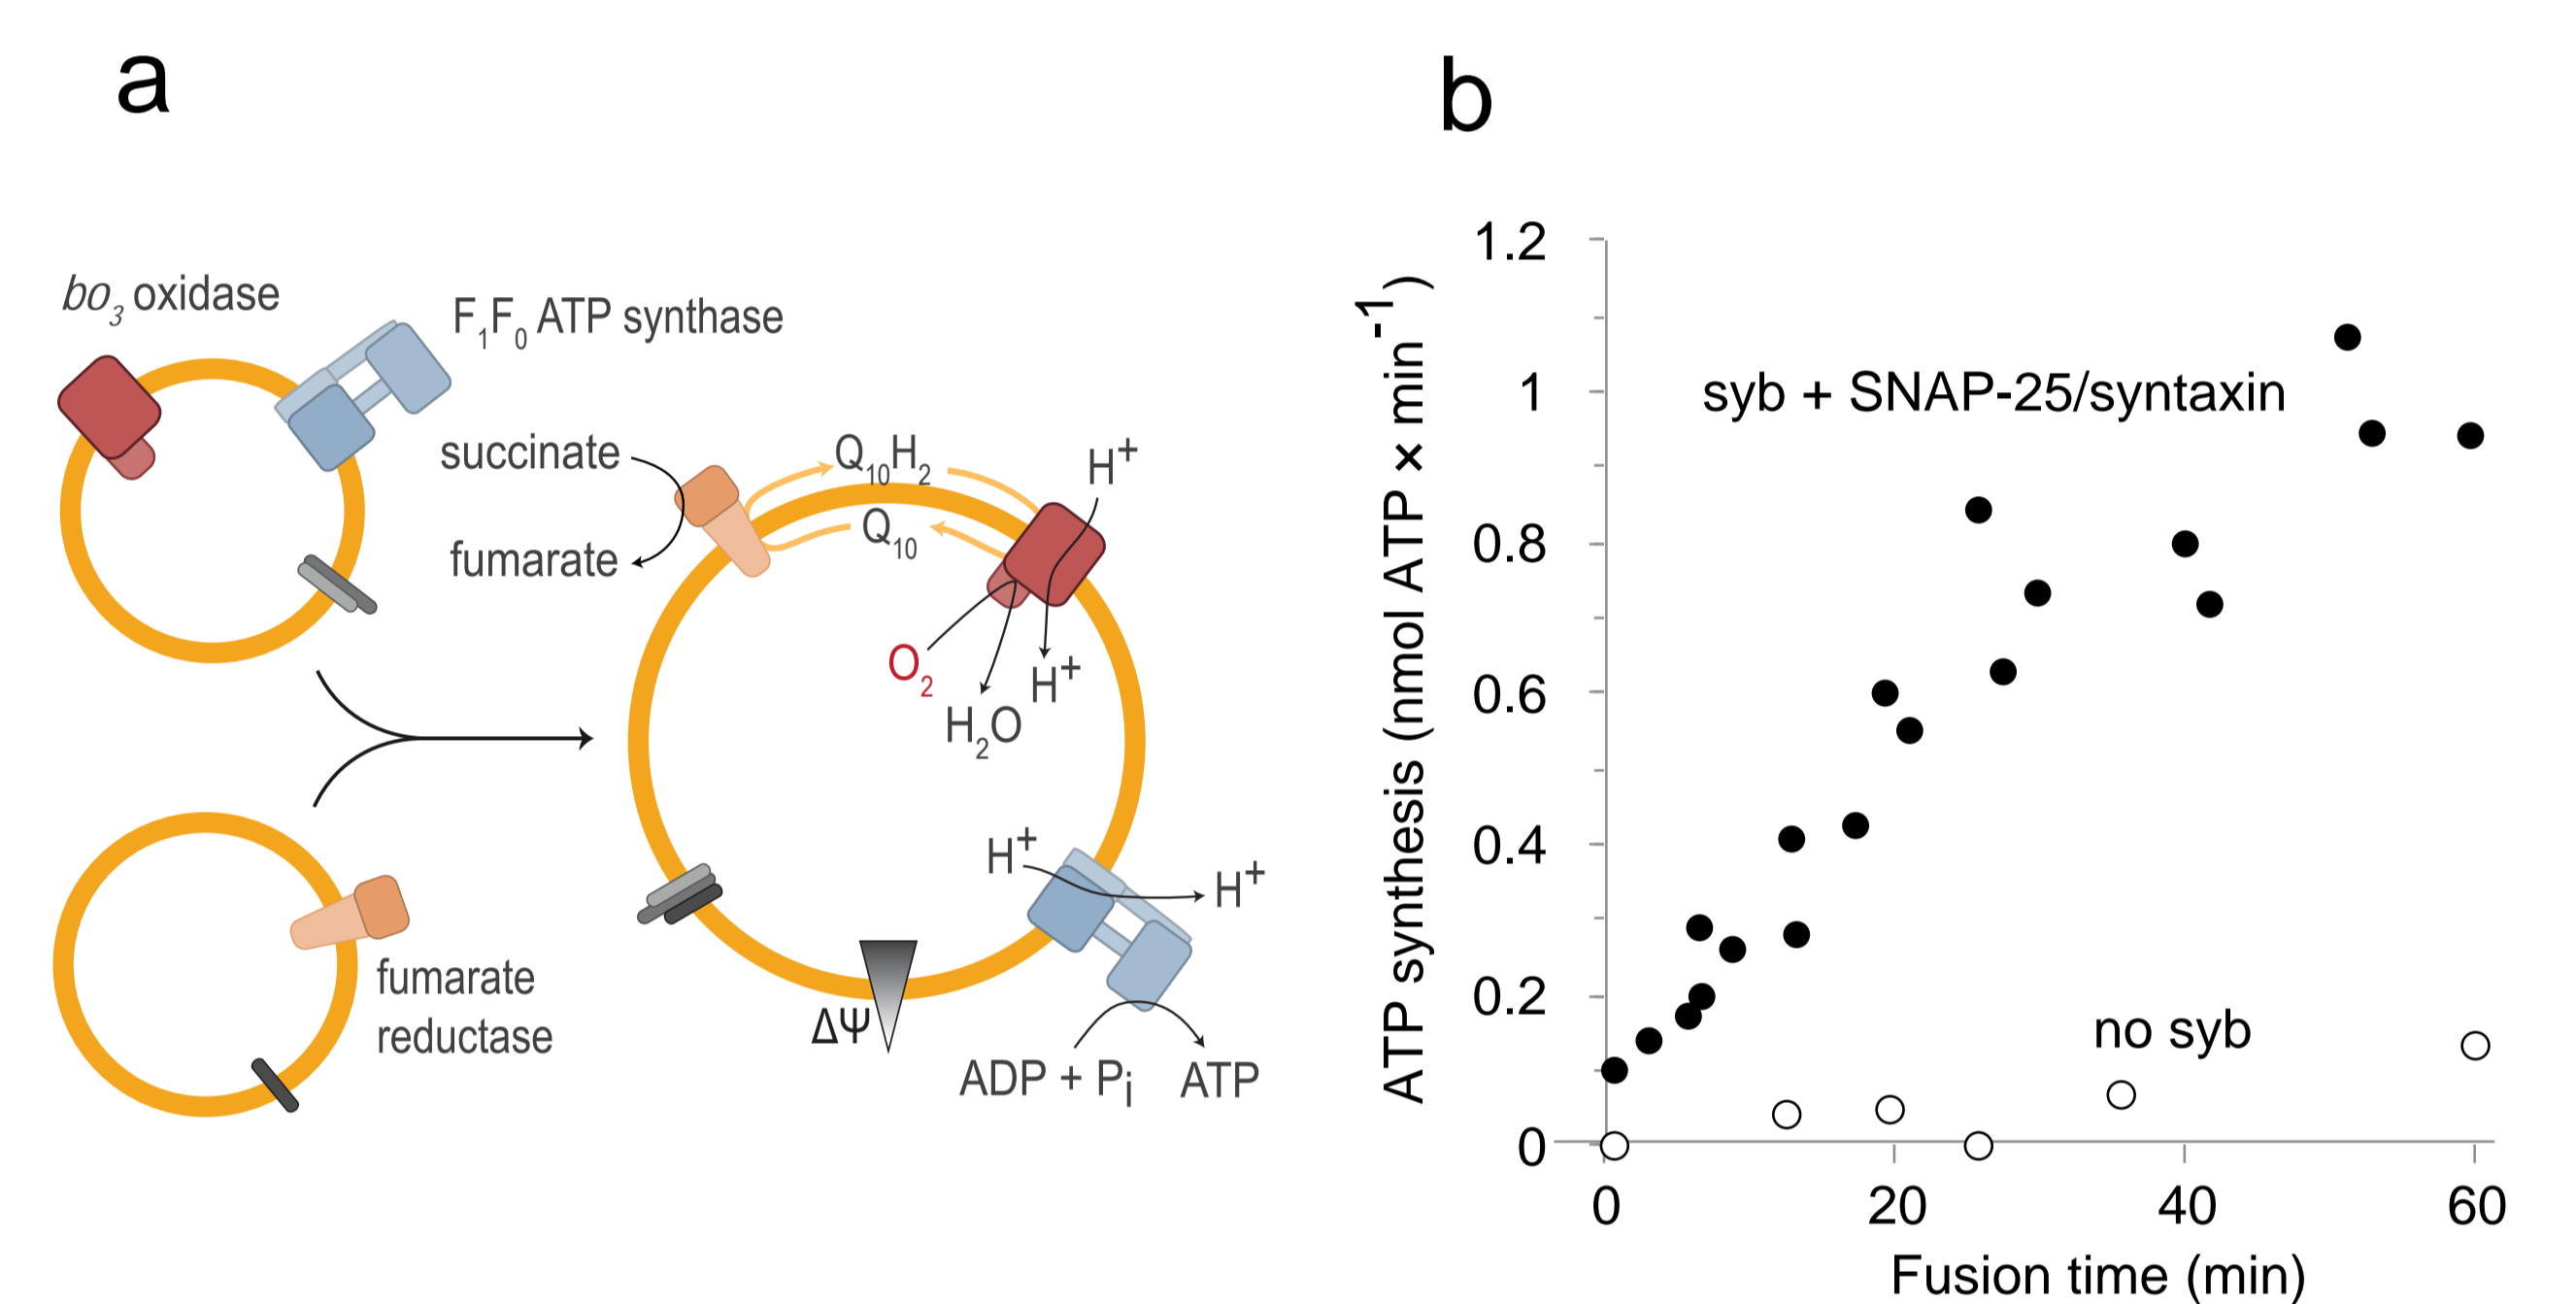 a
bo₃ oxidase
F₁F₀ ATP synthase
succinate
fumarate
Q₁₀H₂
Q₁₀
H⁺
O₂
H₂O
H⁺
fumarate
reductase
H⁺
H⁺
ΔΨ
ADP + Pi
ATP
b
ATP synthesis (nmol ATP × min⁻¹)
1.2
1
0.8
0.6
0.4
0.2
0
syb + SNAP-25/syntaxin
no syb
0 20 40 60
Fusion time (min)